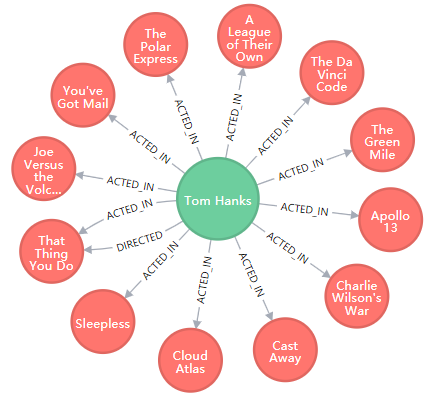 A
League
of Their
Own
The
Polar
Express
The Da
Vinci
Code
You've
Got Mail
The
Green
Mile
Joe
Versus
the
Volc...
Tom Hanks
Apollo
13
That
Thing
You Do
Charlie
Wilson's
War
Sleepless
Cloud
Atlas
Cast
Away
ACTED_IN
ACTED_IN
ACTED_IN
ACTED_IN
ACTED_IN
ACTED_IN
ACTED_IN
ACTED_IN
DIRECTED
ACTED_IN
ACTED_IN
ACTED_IN
ACTED_IN